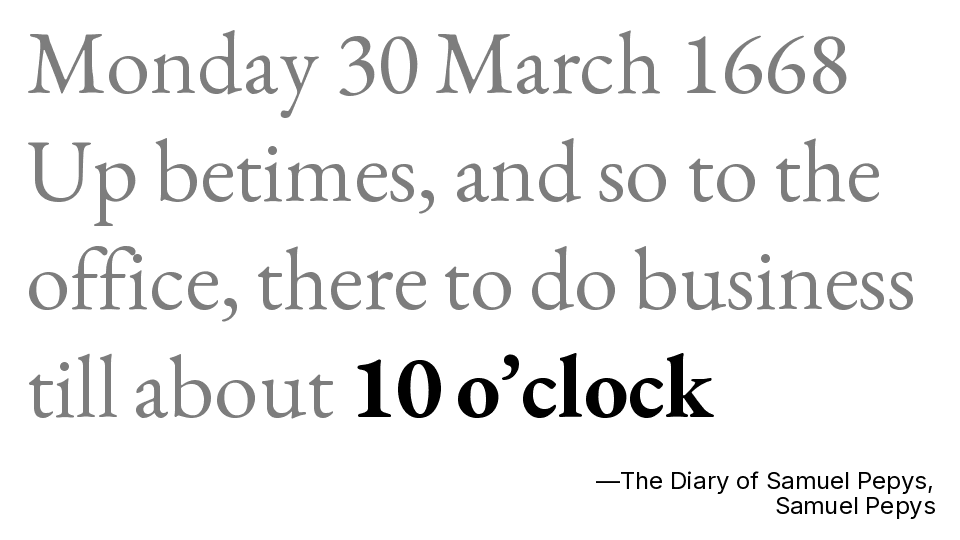 Monday 30 March 1668
Up betimes, and so to the
office, there to do business
till about 10 o’clock
—The Diary of Samuel Pepys,
Samuel Pepys